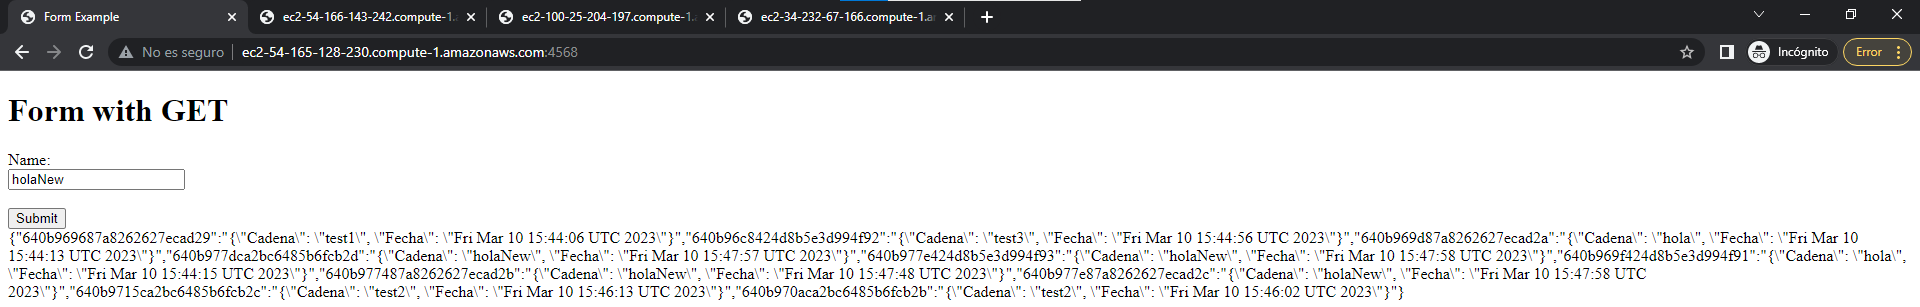 Form Example
ec2-54-166-143-242.compute-1.a
ec2-100-25-204-197.compute-1.a
ec2-34-232-67-166.compute-1.a
No es seguro
ec2-54-165-128-230.compute-1.amazonaws.com:4568
Incógnito
Error
Form with GET
Name:
holaNew
Submit
{"640b969687a8262627ecad29":"{\"Cadena\": \"test1\", \"Fecha\": \"Fri Mar 10 15:44:06 UTC 2023\"}","640b96c8424d8b5e3d994f92":"{\"Cadena\": \"test3\", \"Fecha\": \"Fri Mar 10 15:44:56 UTC 2023\"}","640b969d87a8262627ecad2a":"{\"Cadena\": \"hola\", \"Fecha\": \"Fri Mar 10
15:44:13 UTC 2023\"}","640b977dca2bc6485b6fcb2d":"{\"Cadena\": \"holaNew\", \"Fecha\": \"Fri Mar 10 15:47:57 UTC 2023\"}","640b977e424d8b5e3d994f93":"{\"Cadena\": \"holaNew\", \"Fecha\": \"Fri Mar 10 15:47:58 UTC 2023\"}","640b969f424d8b5e3d994f91":"{\"Cadena\": \"hola\",
\"Fecha\": \"Fri Mar 10 15:44:15 UTC 2023\"}","640b977487a8262627ecad2b":"{\"Cadena\": \"holaNew\", \"Fecha\": \"Fri Mar 10 15:47:48 UTC 2023\"}","640b977e87a8262627ecad2c":"{\"Cadena\": \"holaNew\", \"Fecha\": \"Fri Mar 10 15:47:58 UTC
2023\"}","640b9715ca2bc6485b6fcb2c":"{\"Cadena\": \"test2\", \"Fecha\": \"Fri Mar 10 15:46:13 UTC 2023\"}","640b970aca2bc6485b6fcb2b":"{\"Cadena\": \"test2\", \"Fecha\": \"Fri Mar 10 15:46:02 UTC 2023\"}"}